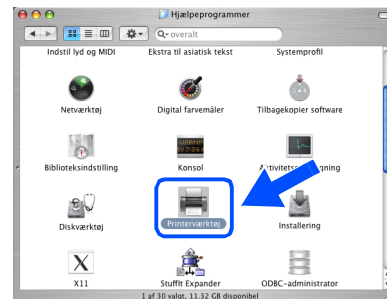 Hjælpeprogrammer
overalt
Indstil lyd og MIDI Ekstra til asiatisk tekst Systemprofil
Netværktøj Digital farvemåler Tilbagekopier software
Biblioteksindstilling Konsol
Diskværktøj Printerværktøj Installering
X11 StuffIt Expander ODBC-administrator
1 af 30 valgt, 11,32 GB disponibel